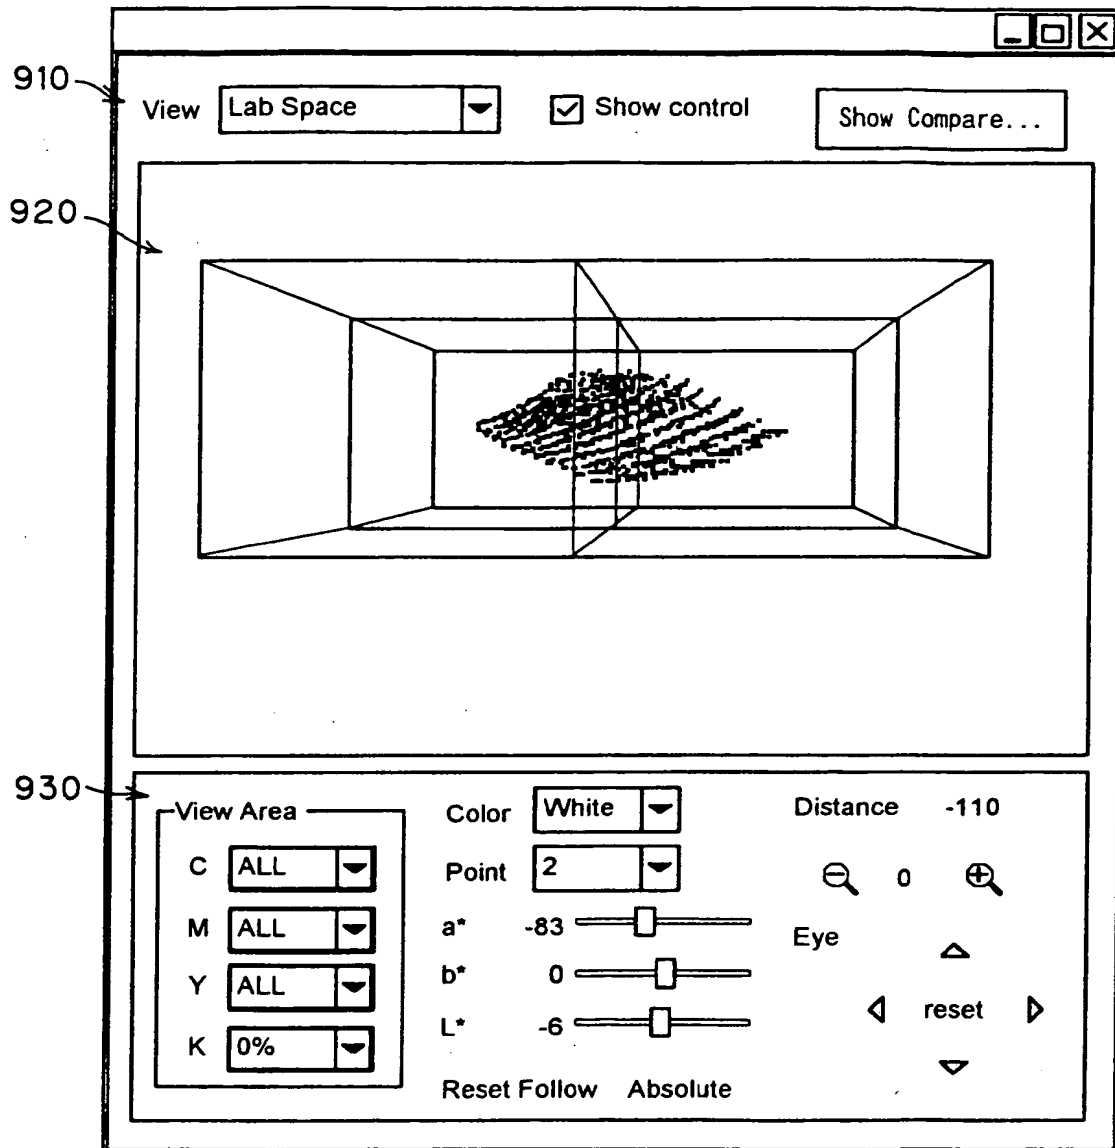 910
View Lab Space Show control Show Compare...
920
930
View Area
C ALL
M ALL
Y ALL
K 0%
Color White
Point 2
a* -83
b* 0
L* -6
Reset Follow Absolute
Distance -110
0
Eye
reset